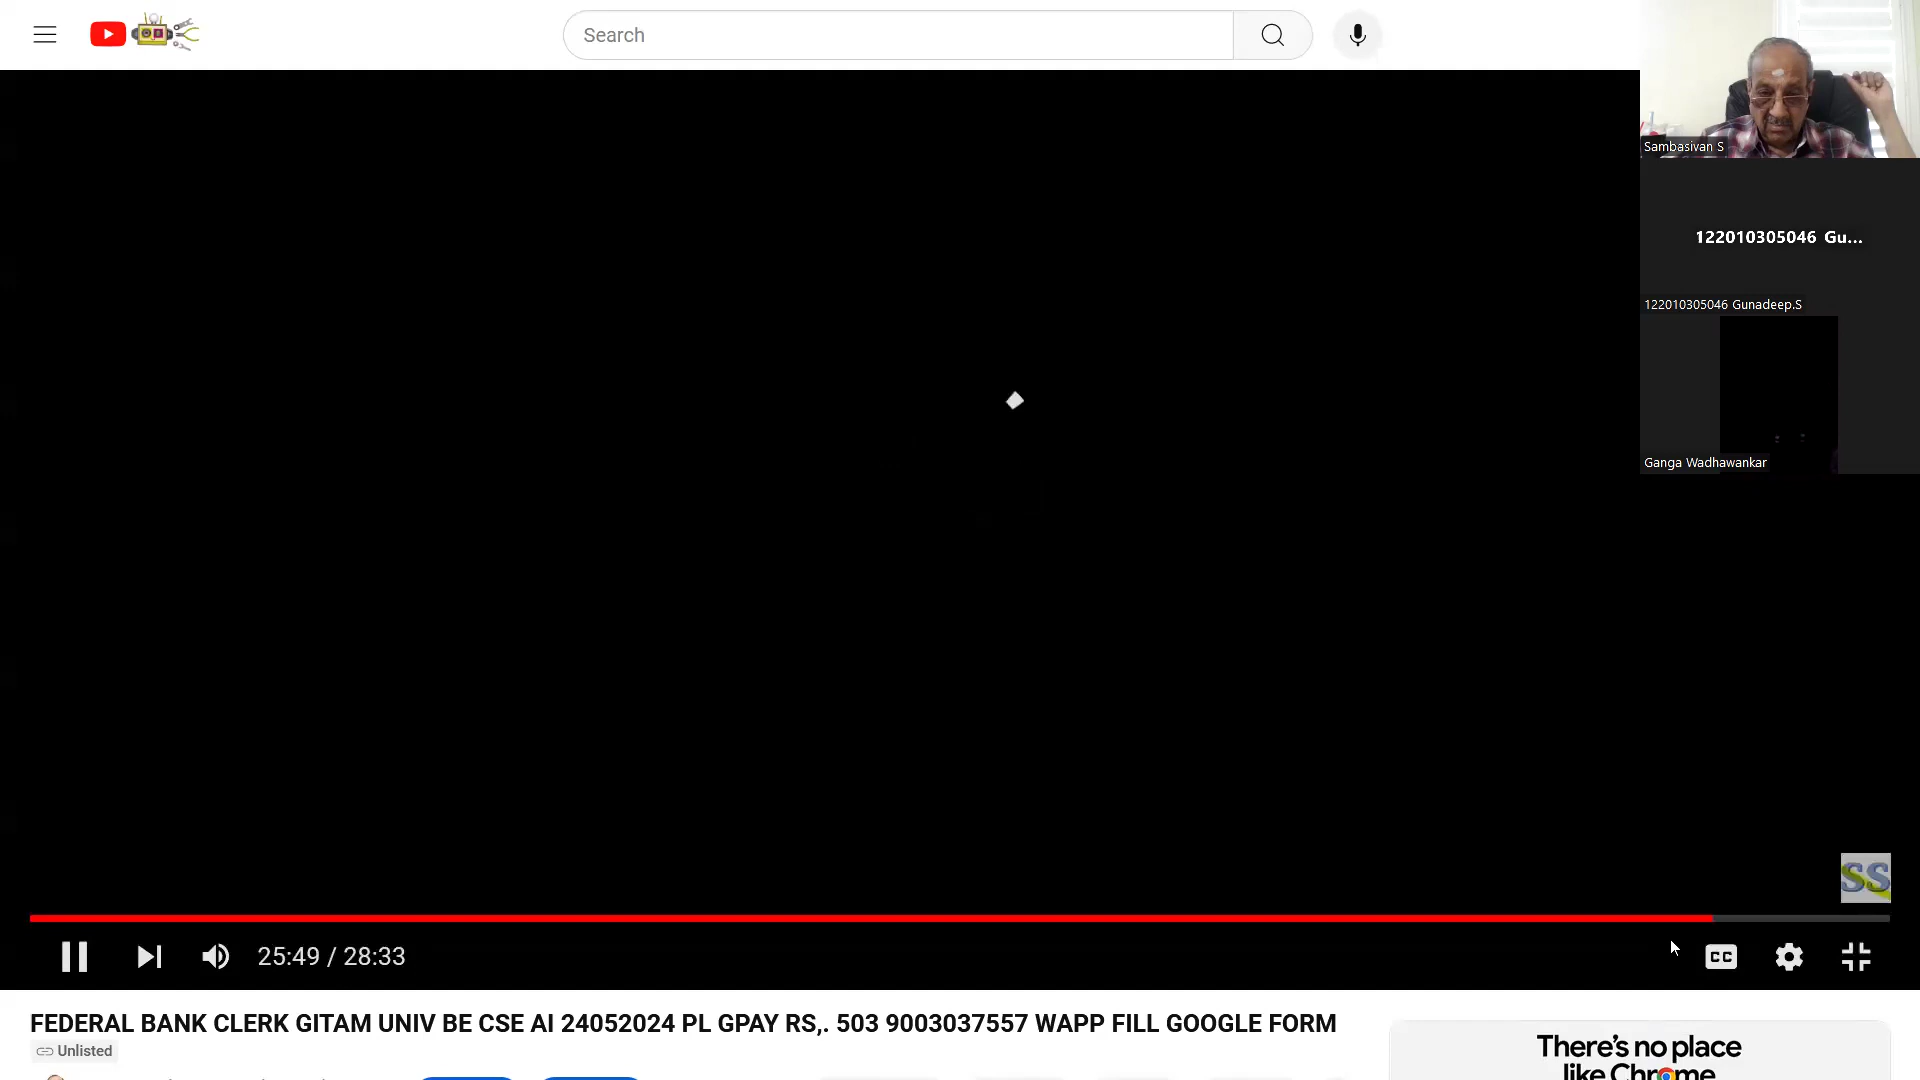 Search
Sambasivan S
122010305046 Gu...
122010305046 Gunadeep.S
Ganga Wadhawankar
SS
25:49 / 28:33
CC
FEDERAL BANK CLERK GITAM UNIV BE CSE AI 24052024 PL GPAY RS,. 503 9003037557 WAPP FILL GOOGLE FORM
Unlisted
There's no place
like Chrome